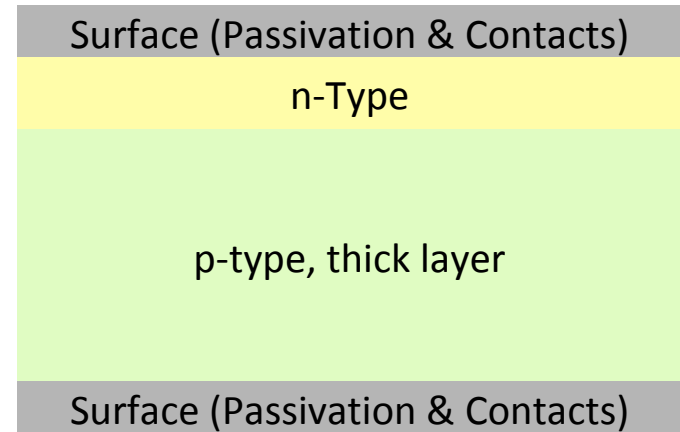 Surface (Passivation & Contacts)
n-Type
p-type, thick layer
Surface (Passivation & Contacts)